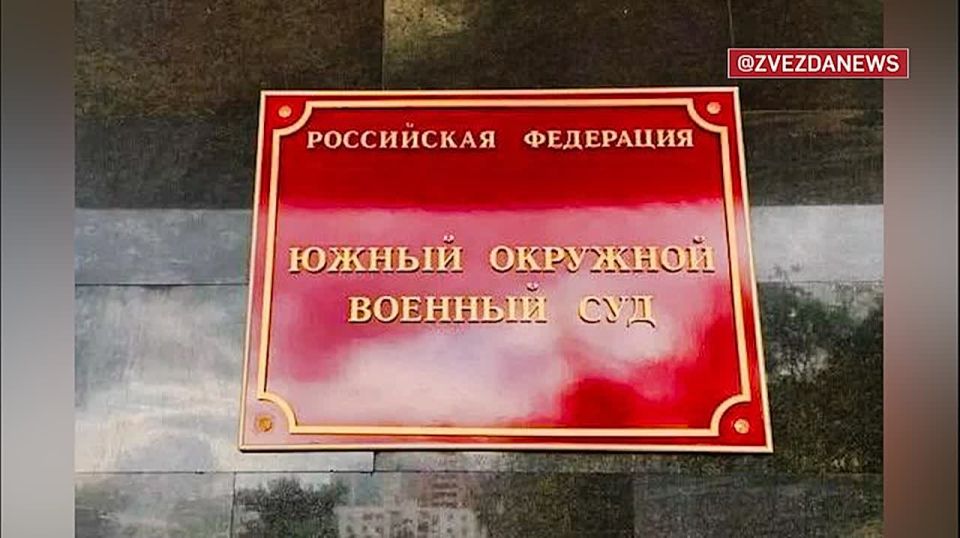 @ZVEZDANEWS
РОССИЙСКАЯ ФЕДЕРАЦИЯ
ЮЖНЫЙ ОКРУЖНОЙ
ВОЕННЫЙ СУД